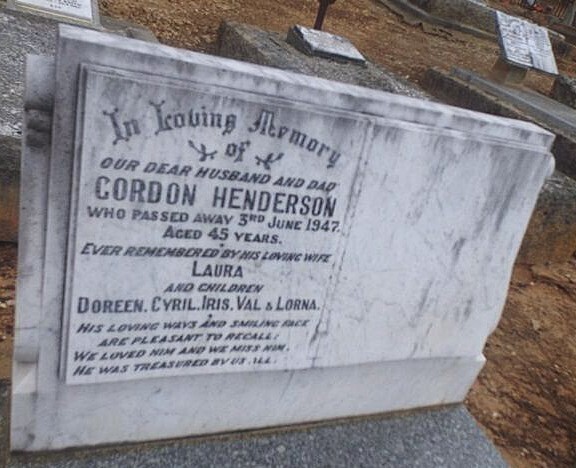 In Loving Memory
of
OUR DEAR HUSBAND AND DAD
GORDON HENDERSON
WHO PASSED AWAY 3RD JUNE 1947.
AGED 45 YEARS.
EVER REMEMBERED BY HIS LOVING WIFE
LAURA
AND CHILDREN
DOREEN. CYRIL. IRIS. VAL & LORNA.
HIS LOVING WAYS AND SMILING FACE
ARE PLEASANT TO RECALL:
WE LOVED HIM AND WE MISS HIM.
HE WAS TREASURED BY US ALL.